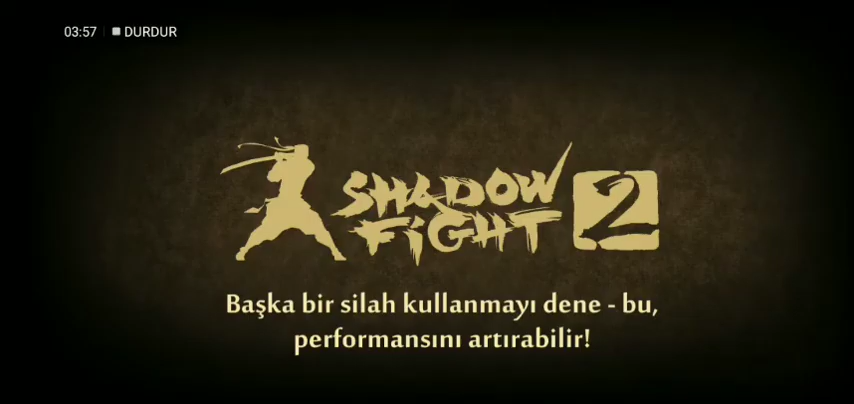 03:57 DURDUR
SHADOW
FIGHT 2
Başka bir silah kullanmayı dene - bu,
performansını artırabilir!